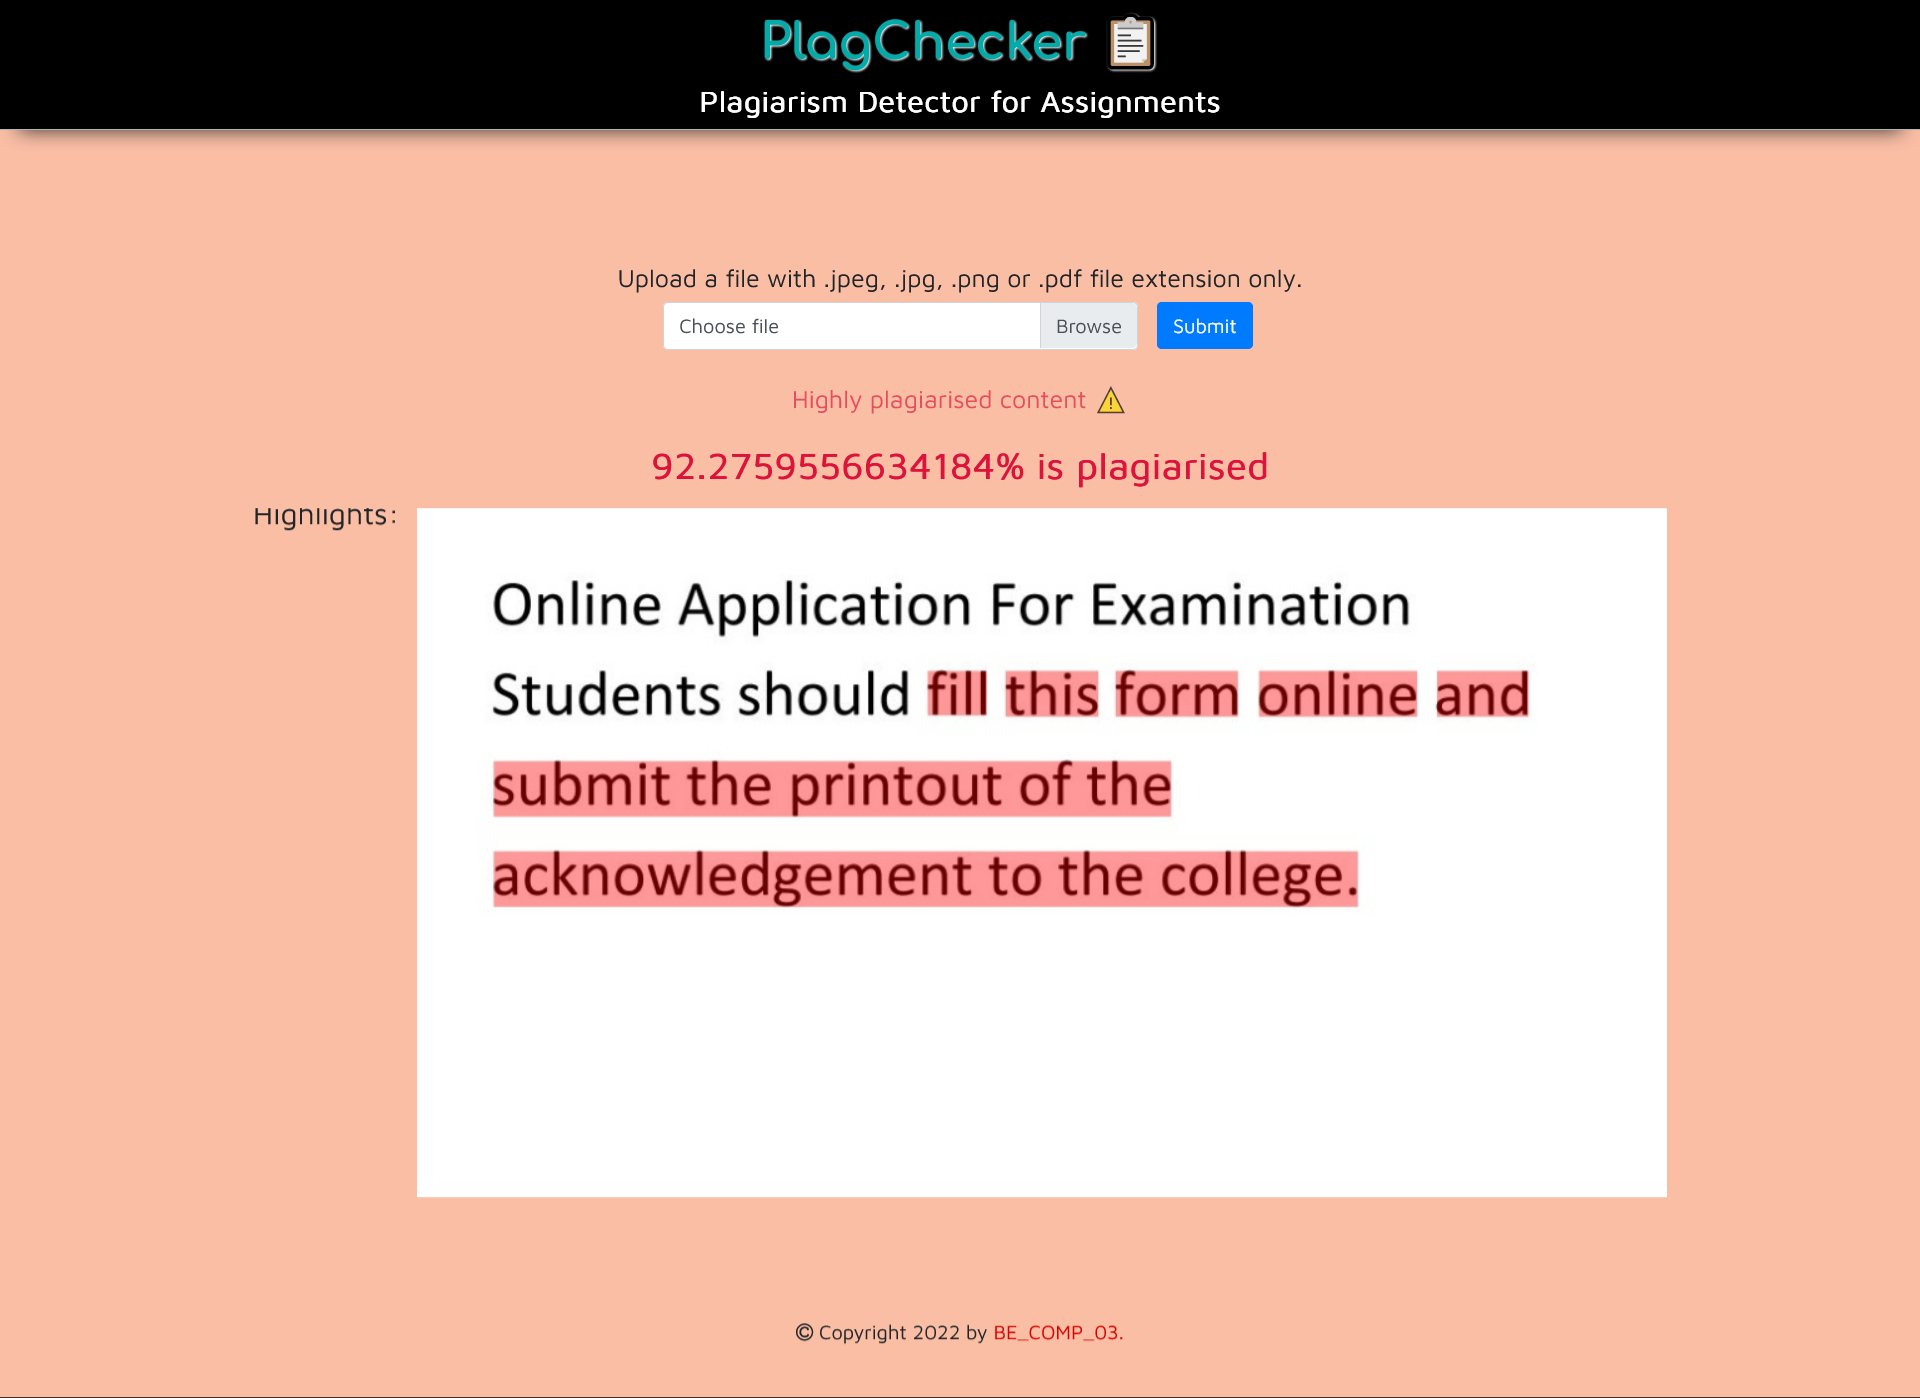 PlagChecker
Plagiarism Detector for Assignments
Upload a file with .jpeg, .jpg, .png or .pdf file extension only.
Choose file Browse Submit
Highly plagiarised content
92.2759556634184% is plagiarised
Highlights:
Online Application For Examination
Students should fill this form online and
submit the printout of the
acknowledgement to the college.
© Copyright 2022 by BE_COMP_03.